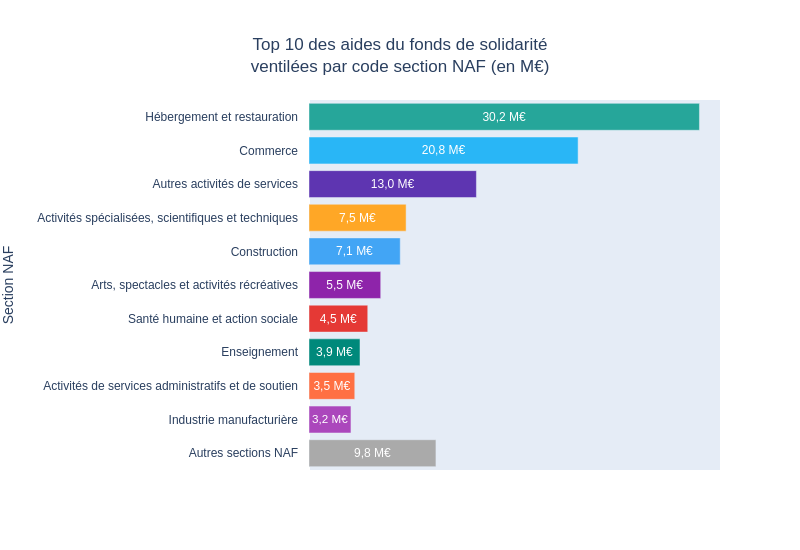 Top 10 des aides du fonds de solidarité
ventilées par code section NAF (en M€)
Section NAF
Hébergement et restauration 30,2 M€
Commerce 20,8 M€
Autres activités de services 13,0 M€
Activités spécialisées, scientifiques et techniques 7,5 M€
Construction 7,1 M€
Arts, spectacles et activités récréatives 5,5 M€
Santé humaine et action sociale 4,5 M€
Enseignement 3,9 M€
Activités de services administratifs et de soutien 3,5 M€
Industrie manufacturière 3,2 M€
Autres sections NAF 9,8 M€